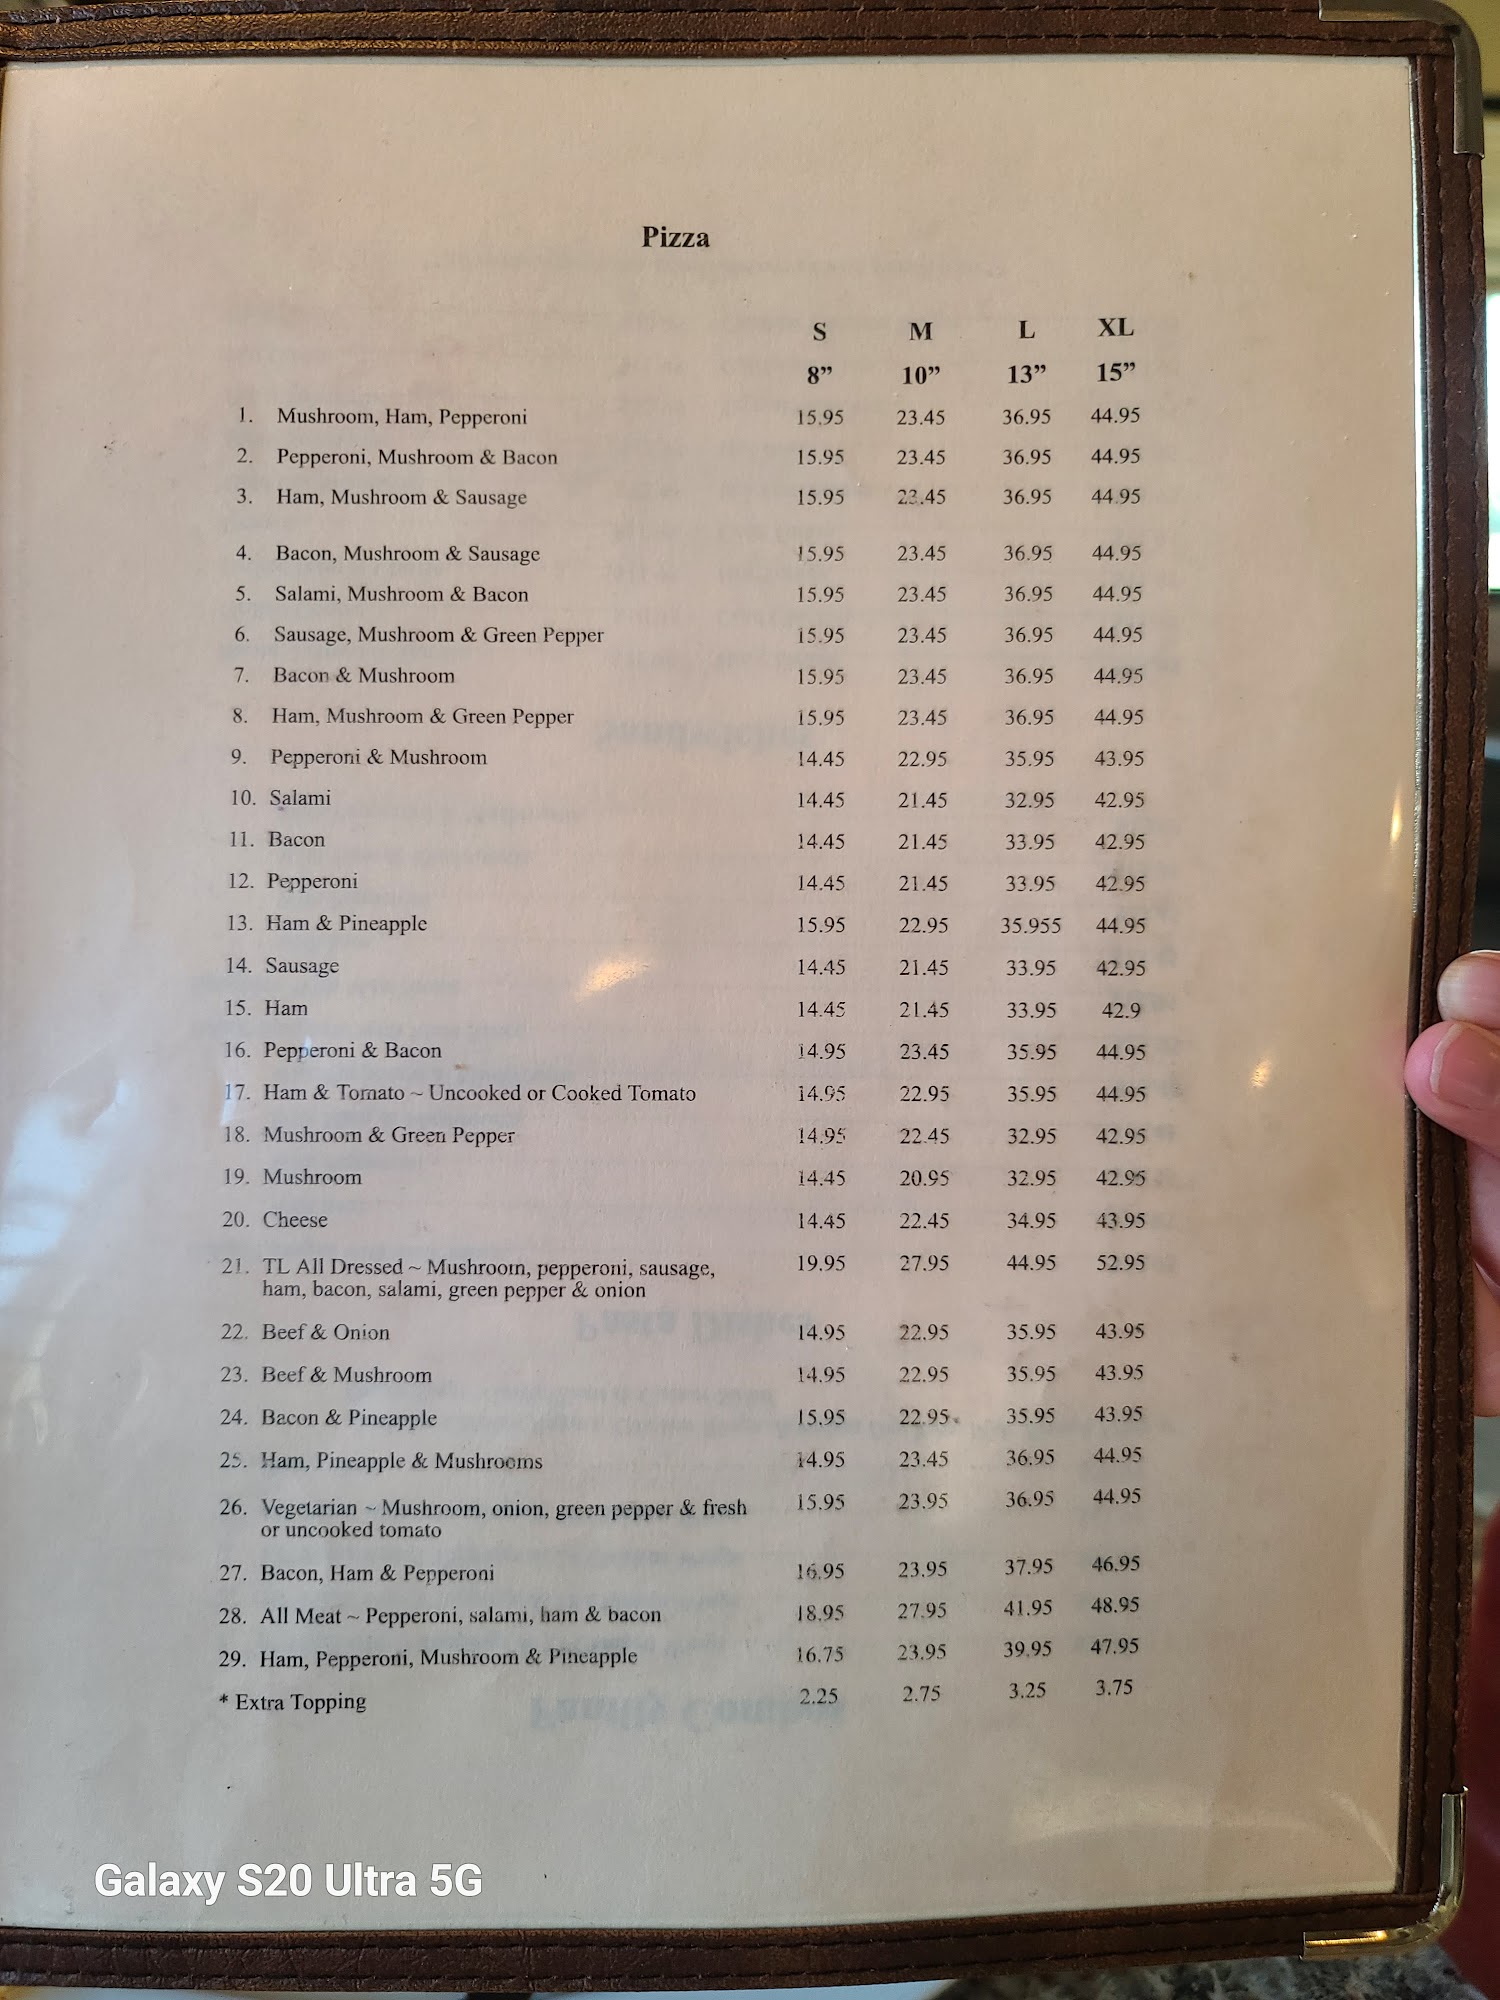 Pizza
S M L XL
8” 10” 13” 15”
1. Mushroom, Ham, Pepperoni 15.95 23.45 36.95 44.95
2. Pepperoni, Mushroom & Bacon 15.95 23.45 36.95 44.95
3. Ham, Mushroom & Sausage 15.95 23.45 36.95 44.95
4. Bacon, Mushroom & Sausage 15.95 23.45 36.95 44.95
5. Salami, Mushroom & Bacon 15.95 23.45 36.95 44.95
6. Sausage, Mushroom & Green Pepper 15.95 23.45 36.95 44.95
7. Bacon & Mushroom 15.95 23.45 36.95 44.95
8. Ham, Mushroom & Green Pepper 15.95 23.45 36.95 44.95
9. Pepperoni & Mushroom 14.45 22.95 35.95 43.95
10. Salami 14.45 21.45 32.95 42.95
11. Bacon 14.45 21.45 33.95 42.95
12. Pepperoni 14.45 21.45 33.95 42.95
13. Ham & Pineapple 15.95 22.95 35.955 44.95
14. Sausage 14.45 21.45 33.95 42.95
15. Ham 14.45 21.45 33.95 42.9
16. Pepperoni & Bacon 14.95 23.45 35.95 44.95
17. Ham & Tomato ~ Uncooked or Cooked Tomato 14.95 22.95 35.95 44.95
18. Mushroom & Green Pepper 14.95 22.45 32.95 42.95
19. Mushroom 14.45 20.95 32.95 42.95
20. Cheese 14.45 22.45 34.95 43.95
21. TL All Dressed ~ Mushroom, pepperoni, sausage, 19.95 27.95 44.95 52.95
ham, bacon, salami, green pepper & onion
22. Beef & Onion 14.95 22.95 35.95 43.95
23. Beef & Mushroom 14.95 22.95 35.95 43.95
24. Bacon & Pineapple 15.95 22.95 35.95 43.95
25. Ham, Pineapple & Mushrooms 14.95 23.45 36.95 44.95
26. Vegetarian ~ Mushroom, onion, green pepper & fresh 15.95 23.95 36.95 44.95
or uncooked tomato
27. Bacon, Ham & Pepperoni 16.95 23.95 37.95 46.95
28. All Meat ~ Pepperoni, salami, ham & bacon 18.95 27.95 41.95 48.95
29. Ham, Pepperoni, Mushroom & Pineapple 16.75 23.95 39.95 47.95
* Extra Topping 2.25 2.75 3.25 3.75
Galaxy S20 Ultra 5G